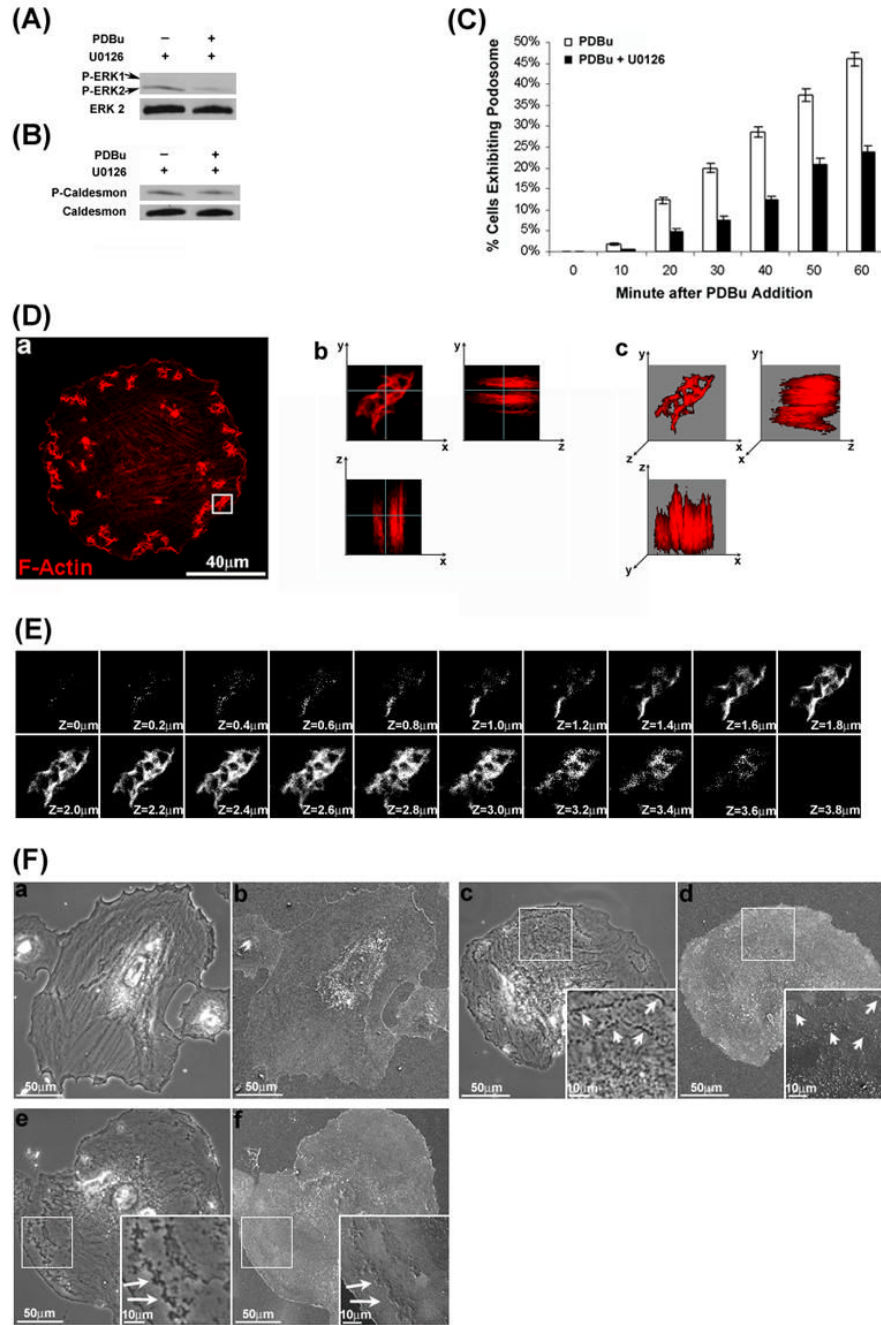 (A)
PDBu – +
U0126 + +
P-ERK1
P-ERK2
ERK 2
(B)
PDBu – +
U0126 + +
P-Caldesmon
Caldesmon
(C)
PDBu
PDBu + U0126
% Cells Exhibiting Podosome
50%
45%
40%
35%
30%
25%
20%
15%
10%
5%
0%
0 10 20 30 40 50 60
Minute after PDBu Addition
(D)
a
F-Actin
40μm
b
y
x
y
z
z
x
c
y
x
z
y
z
x
z
x
y
(E)
Z=0μm Z=0.2μm Z=0.4μm Z=0.6μm Z=0.8μm Z=1.0μm Z=1.2μm Z=1.4μm Z=1.6μm Z=1.8μm
Z=2.0μm Z=2.2μm Z=2.4μm Z=2.6μm Z=2.8μm Z=3.0μm Z=3.2μm Z=3.4μm Z=3.6μm Z=3.8μm
(F)
a b c d
50μm 50μm 50μm 10μm 50μm 10μm
e f
50μm 10μm 50μm 10μm